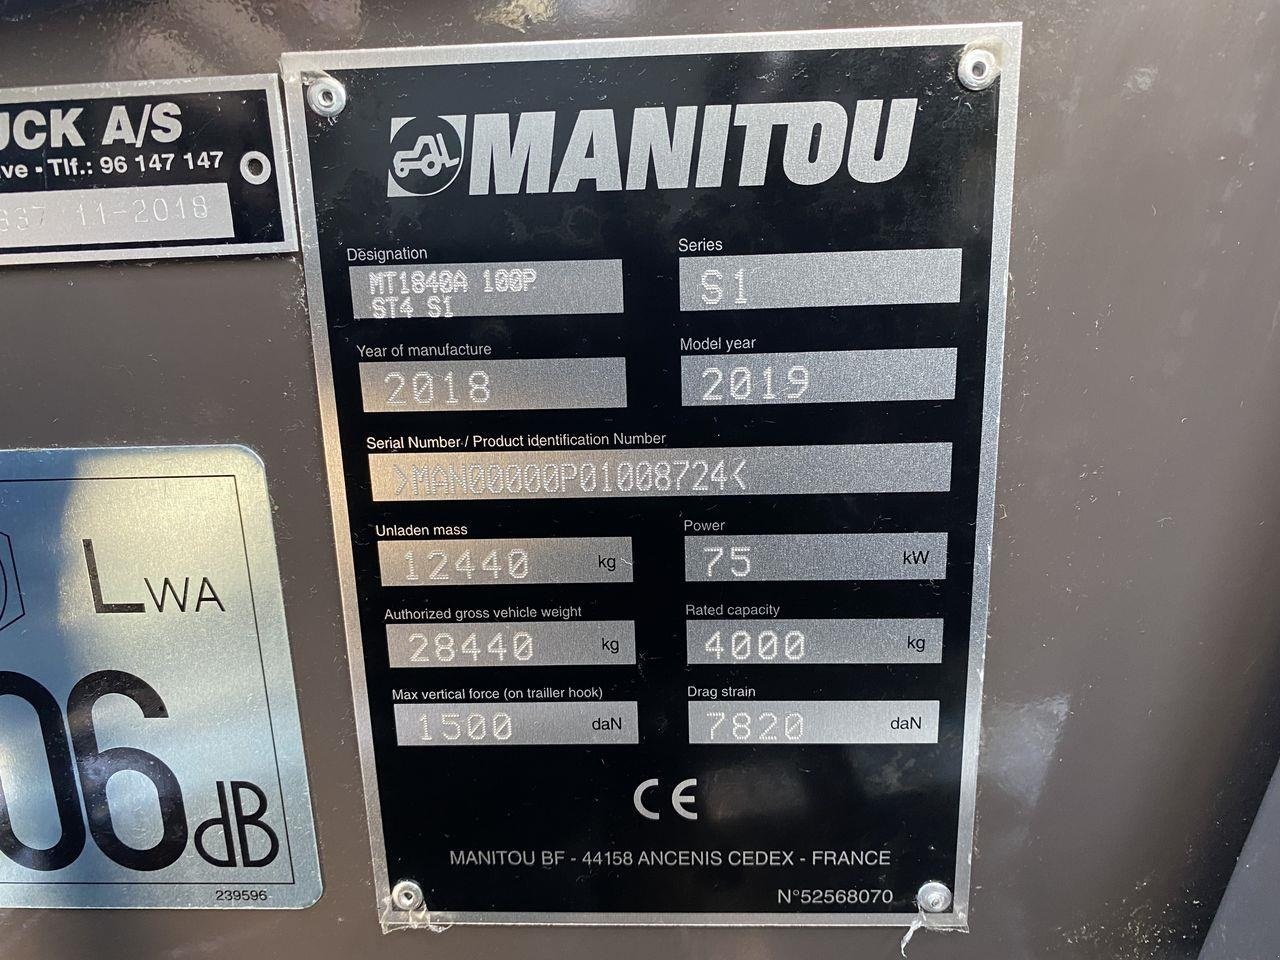 UCK A/S
ve - Tlf.: 96 147 147
337 11-2018
MANITOU
Designation
MT1840A 100P
ST4 S1
Series
S1
Year of manufacture
2018
Model year
2019
Serial Number / Product identification Number
>MAN00000P01008724<
Unladen mass
12440 kg
Power
75 kW
Authorized gross vehicle weight
28440 kg
Rated capacity
4000 kg
Max vertical force (on trailler hook)
1500 daN
Drag strain
7820 daN
CE
MANITOU BF - 44158 ANCENIS CEDEX - FRANCE
N°52568070
LWA
06 dB
239596